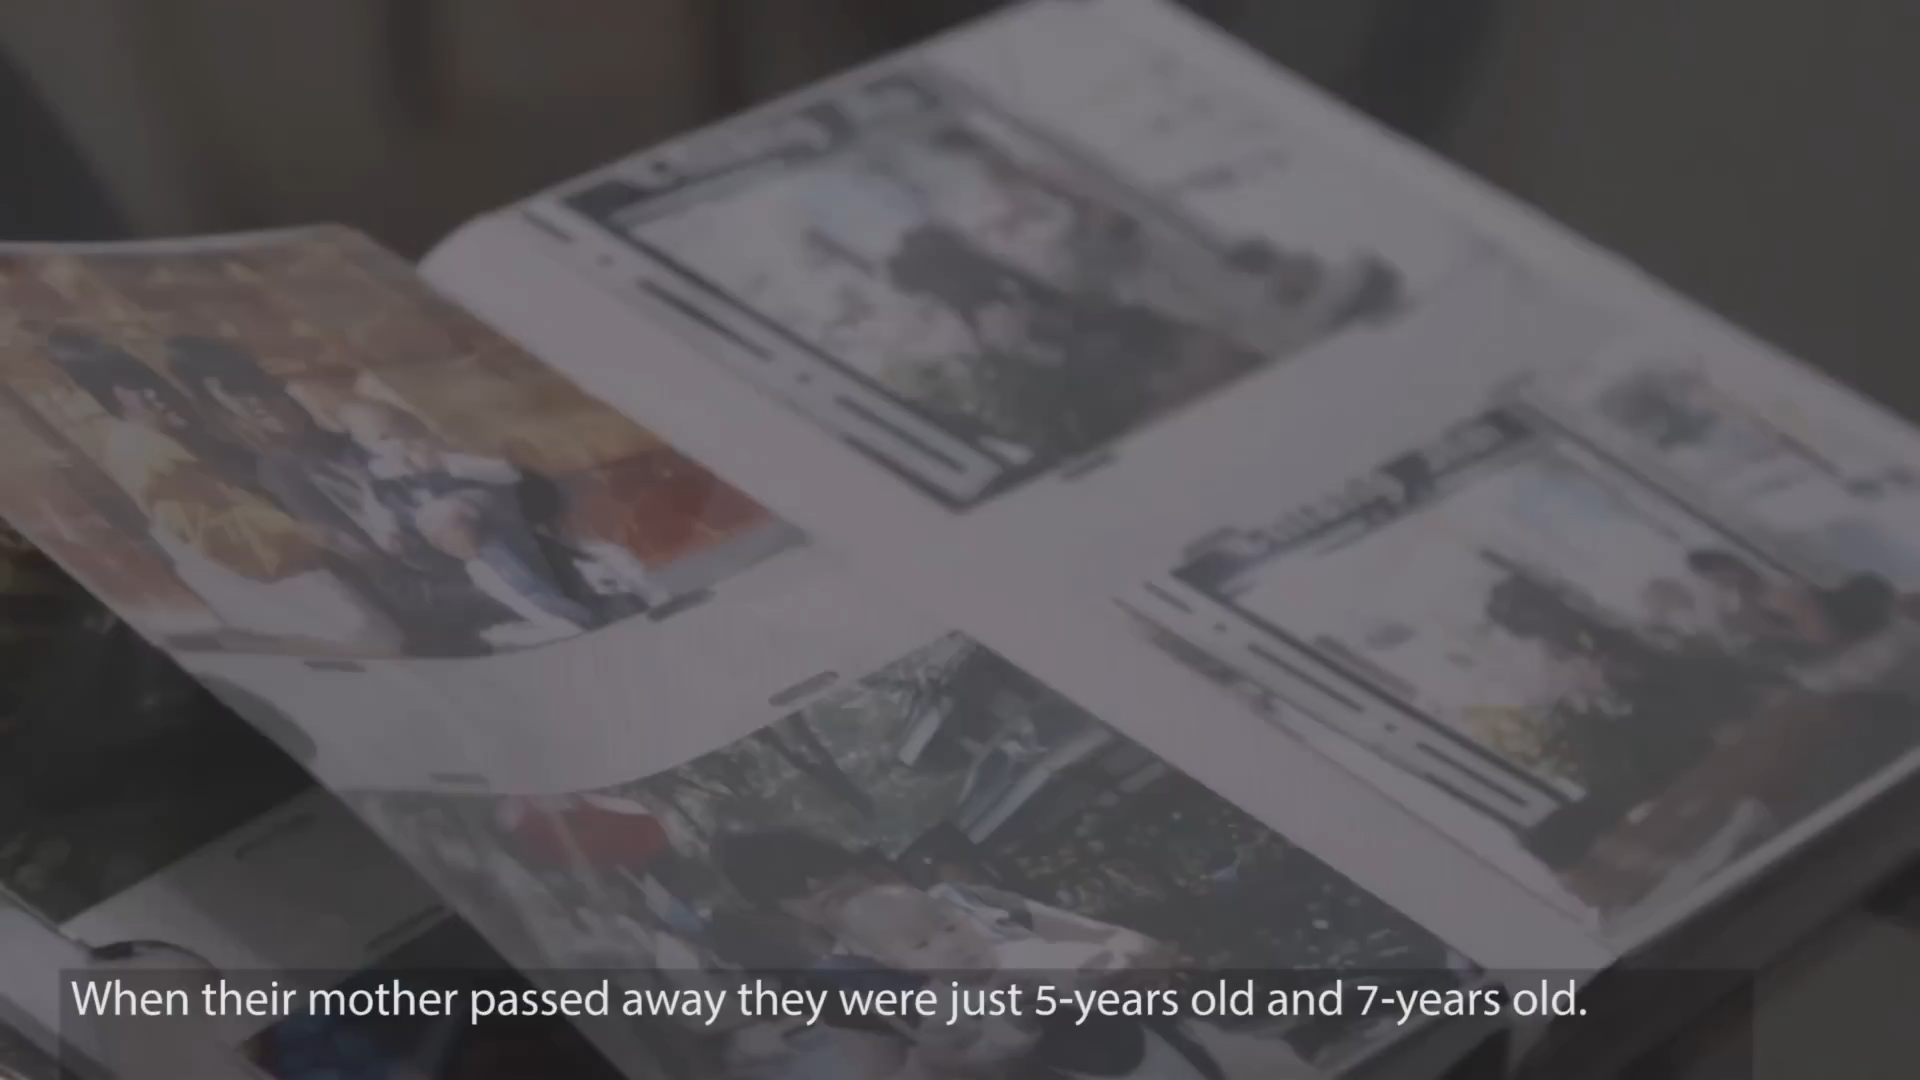 When their mother passed away they were just 5-years old and 7-years old.